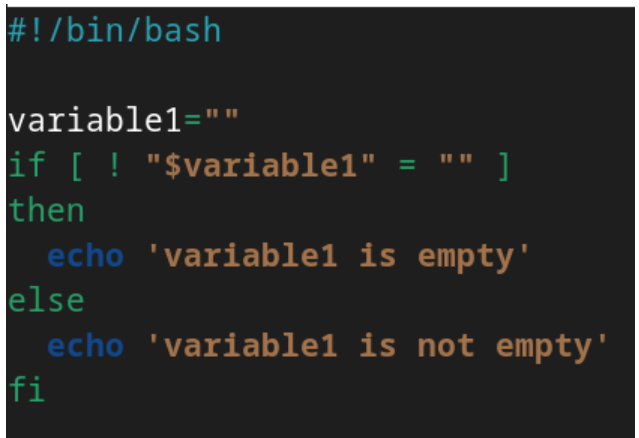 #!/bin/bash

variable1=""
if [ ! "$variable1" = "" ]
then
  echo 'variable1 is empty'
else
  echo 'variable1 is not empty'
fi